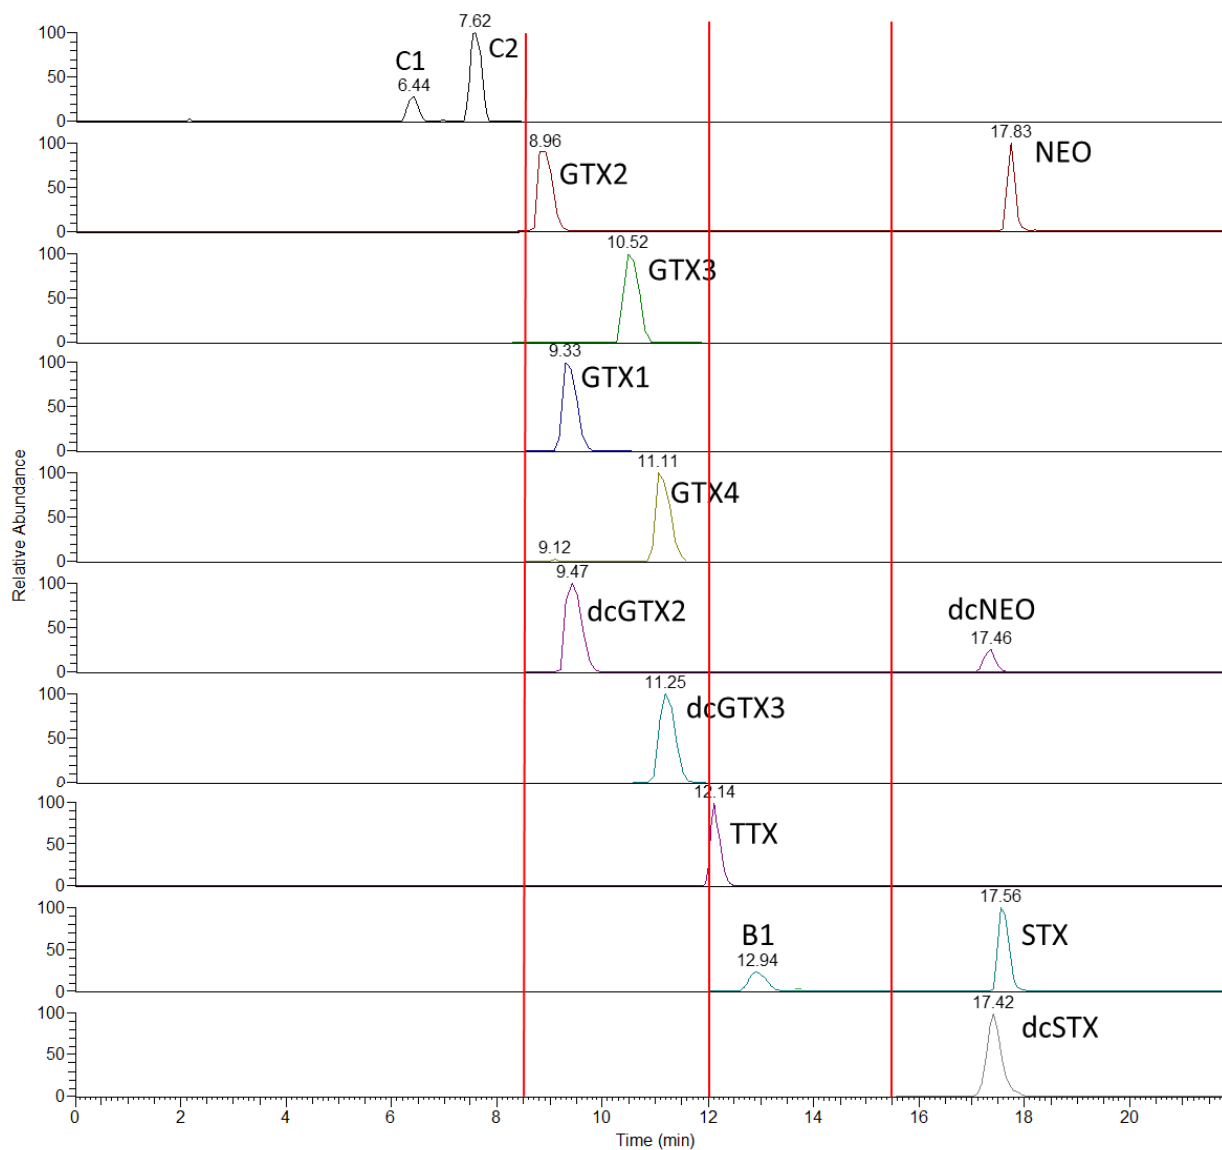 7.62
100
C2
C1
6.44
50
0
100
8.96
17.83
NEO
GTX2
50
0
100
10.52
GTX3
50
0
100
9.33
GTX1
50
0
100
11.11
GTX4
50
9.12
0
100
9.47
dcGTX2
dcNEO
17.46
50
0
100
11.25
dcGTX3
50
0
100
12.14
TTX
50
0
100
17.56
B1
STX
12.94
50
0
100
17.42
dcSTX
50
0
Relative Abundance
0 2 4 6 8 10 12 14 16 18 20
Time (min)